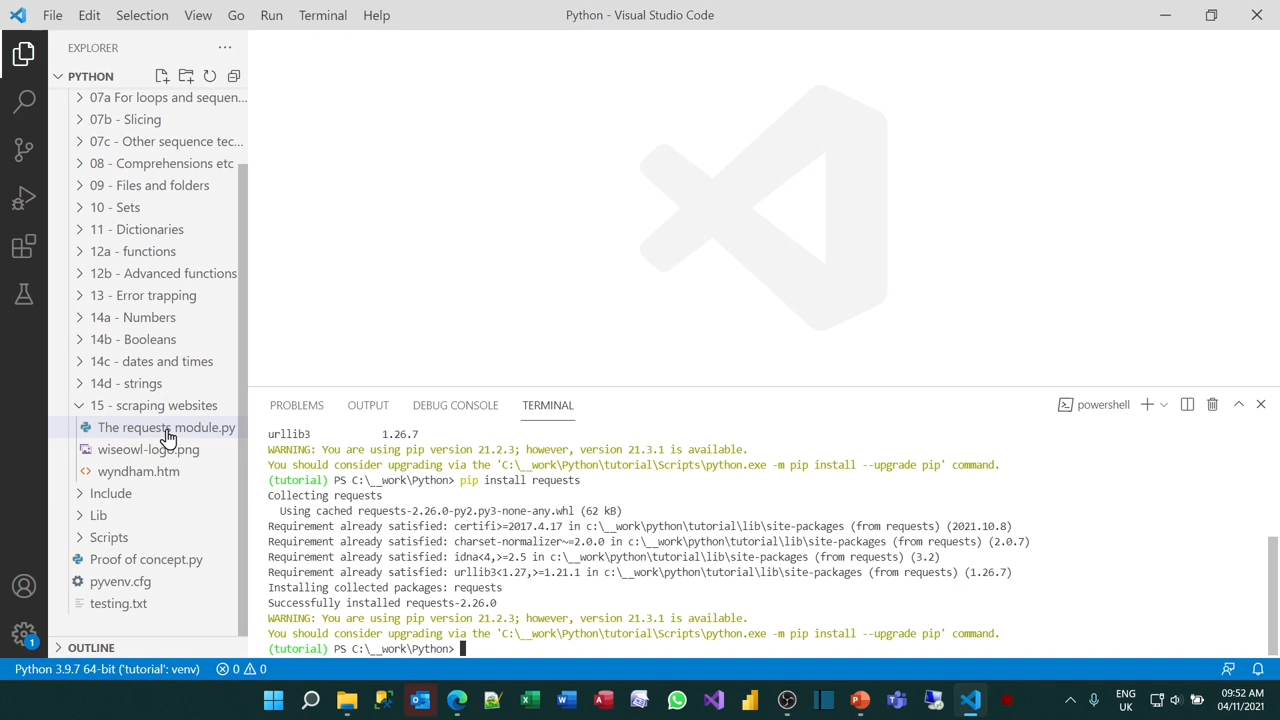 File Edit Selection View Go Run Terminal Help
Python - Visual Studio Code
EXPLORER
PYTHON
07a For loops and sequen...
07b - Slicing
07c - Other sequence tec...
08 - Comprehensions etc
09 - Files and folders
10 - Sets
11 - Dictionaries
12a - functions
12b - Advanced functions
13 - Error trapping
14a - Numbers
14b - Booleans
14c - dates and times
14d - strings
15 - scraping websites
The requests module.py
wiseowl-logo.png
wyndham.htm
Include
Lib
Scripts
Proof of concept.py
pyvenv.cfg
testing.txt
OUTLINE
PROBLEMS OUTPUT DEBUG CONSOLE TERMINAL
powershell
urllib3 1.26.7
WARNING: You are using pip version 21.2.3; however, version 21.3.1 is available.
You should consider upgrading via the 'C:\__work\Python\tutorial\Scripts\python.exe -m pip install --upgrade pip' command.
(tutorial) PS C:\__work\Python> pip install requests
Collecting requests
Using cached requests-2.26.0-py2.py3-none-any.whl (62 kB)
Requirement already satisfied: certifi>=2017.4.17 in c:\__work\python\tutorial\lib\site-packages (from requests) (2021.10.8)
Requirement already satisfied: charset-normalizer~=2.0.0 in c:\__work\python\tutorial\lib\site-packages (from requests) (2.0.7)
Requirement already satisfied: idna<4,>=2.5 in c:\__work\python\tutorial\lib\site-packages (from requests) (3.2)
Requirement already satisfied: urllib3<1.27,>=1.21.1 in c:\__work\python\tutorial\lib\site-packages (from requests) (1.26.7)
Installing collected packages: requests
Successfully installed requests-2.26.0
WARNING: You are using pip version 21.2.3; however, version 21.3.1 is available.
You should consider upgrading via the 'C:\__work\Python\tutorial\Scripts\python.exe -m pip install --upgrade pip' command.
(tutorial) PS C:\__work\Python>
1
Python 3.9.7 64-bit ('tutorial': venv) 0 0
ENG
UK
09:52 AM
04/11/2021